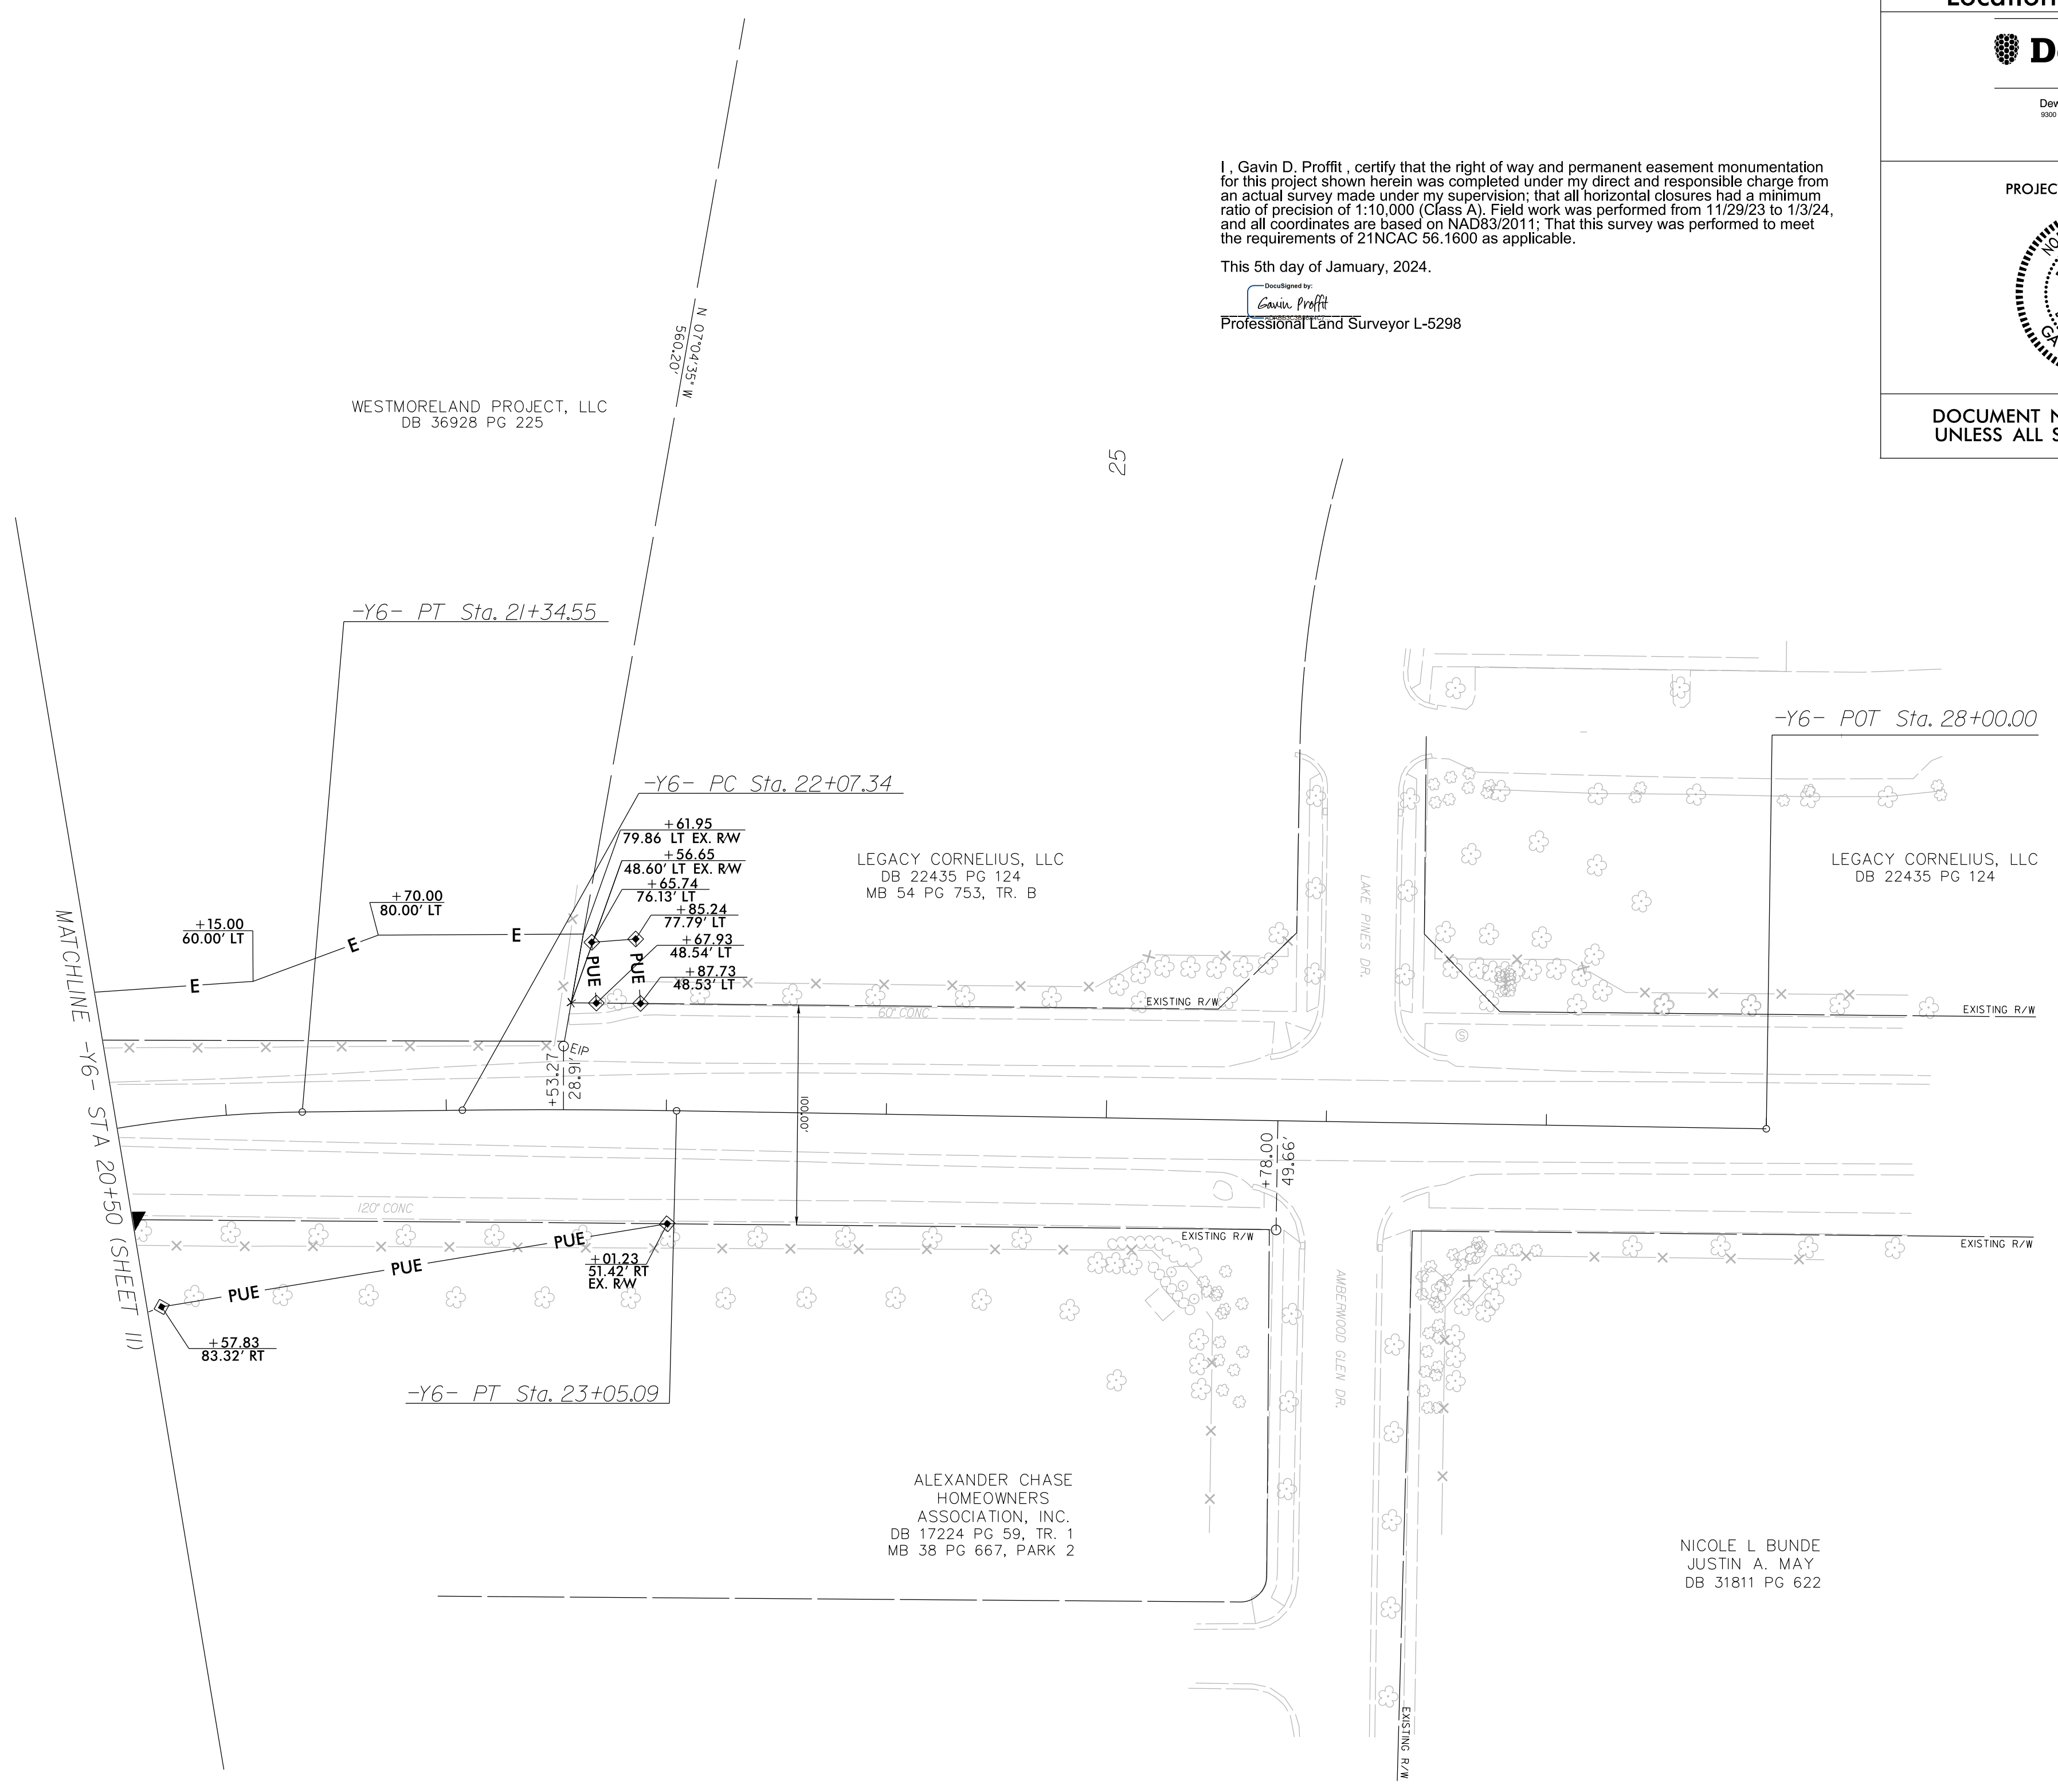 I , Gavin D. Proffit , certify that the right of way and permanent easement monumentation
for this project shown herein was completed under my direct and responsible charge from
an actual survey made under my supervision; that all horizontal closures had a minimum
ratio of precision of 1:10,000 (Class A). Field work was performed from 11/29/23 to 1/3/24,
and all coordinates are based on NAD83/2011; That this survey was performed to meet
the requirements of 21NCAC 56.1600 as applicable.
This 5th day of Jamuary, 2024.
DocuSigned by:
Gavin Proffit
Professional Land Surveyor L-5298
9300
DOCUMENT
UNLESS ALL
N 07°04'35" W
560.20'
WESTMORELAND PROJECT, LLC
DB 36928 PG 225
25
-Y6- PT Sta. 21+34.55
-Y6- POT Sta. 28+00.00
-Y6- PC Sta. 22+07.34
+61.95
79.86 LT EX. R/W
+56.65
48.60' LT EX. R/W
+65.74
76.13' LT
+85.24
77.79' LT
+67.93
48.54' LT
+87.73
48.53' LT
LEGACY CORNELIUS, LLC
DB 22435 PG 124
MB 54 PG 753, TR. B
LEGACY CORNELIUS, LLC
DB 22435 PG 124
+70.00
80.00' LT
+15.00
60.00' LT
E
E
E
PUE
PUE
LAKE PINES DR.
EXISTING R/W
EXISTING R/W
60" CONC
S
EIP
+53.27
28.91'
100.00'
MATCHLINE -Y6- STA 20+50 (SHEET 11)
+78.00
49.66'
120" CONC
EXISTING R/W
EXISTING R/W
PUE
PUE
PUE
+01.23
51.42' RT
EX. R/W
+57.83
83.32' RT
-Y6- PT Sta. 23+05.09
AMBERWOOD GLEN DR.
ALEXANDER CHASE
HOMEOWNERS
ASSOCIATION, INC.
DB 17224 PG 59, TR. 1
MB 38 PG 667, PARK 2
NICOLE L BUNDE
JUSTIN A. MAY
DB 31811 PG 622
EXISTING R/W